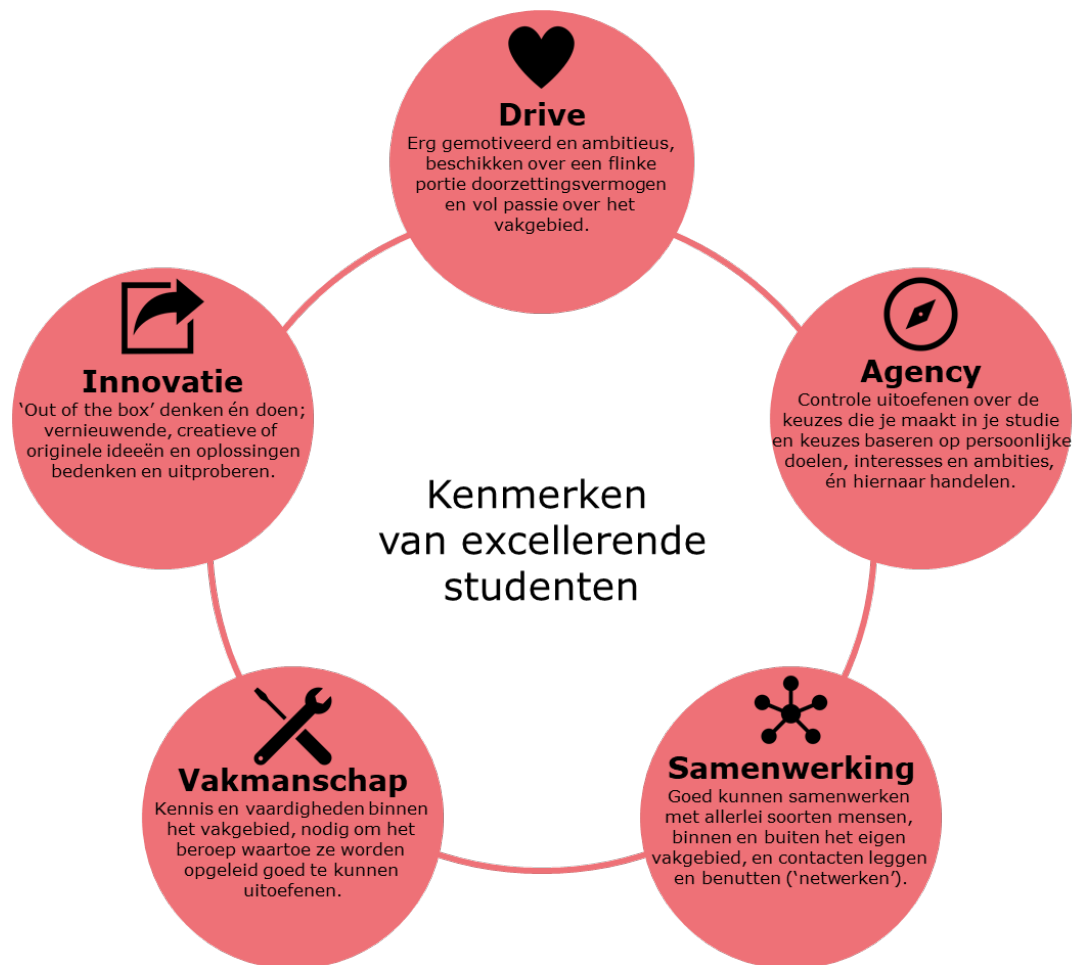 Drive
Erg gemotiveerd en ambitieus,
beschikken over een flinke
portie doorzettingsvermogen
en vol passie over het
vakgebied.
Agency
Controle uitoefenen over de
keuzes die je maakt in je studie
en keuzes baseren op persoonlijke
doelen, interesses en ambities,
én hiernaar handelen.
Innovatie
‘Out of the box’ denken én doen;
vernieuwende, creatieve of
originele ideeën en oplossingen
bedenken en uitproberen.
Kenmerken
van excellerende
studenten
Vakmanschap
Kennis en vaardigheden binnen
het vakgebied, nodig om het
beroep waartoe ze worden
opgeleid goed te kunnen
uitoefenen.
Samenwerking
Goed kunnen samenwerken
met allerlei soorten mensen,
binnen en buiten het eigen
vakgebied, en contacten leggen
en benutten (‘netwerken’).